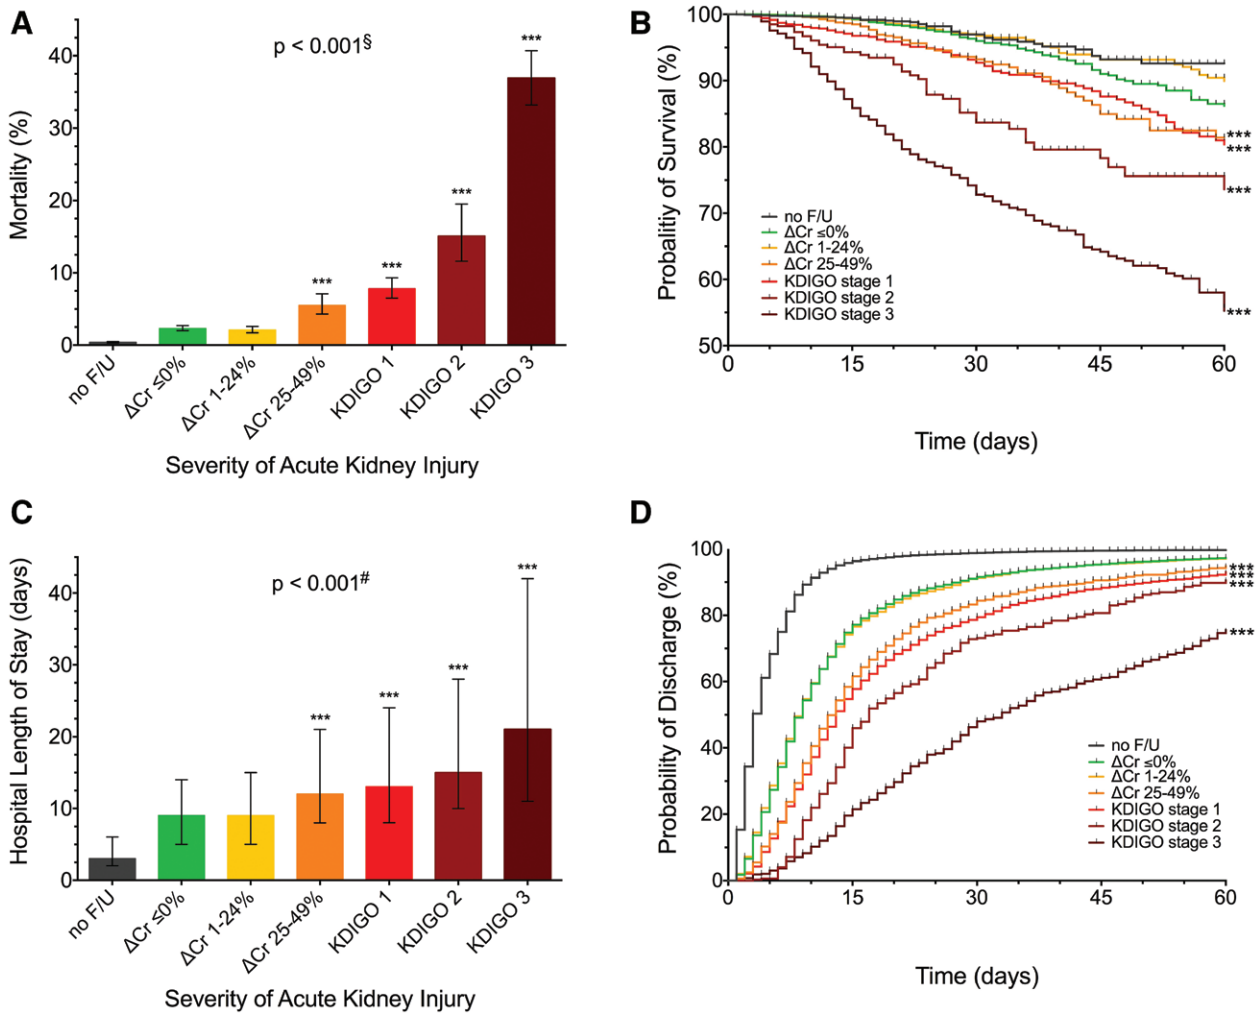 A
p < 0.001§
Mortality (%)
40
30
20
10
0
***
***
***
***
no F/U
ΔCr ≤0%
ΔCr 1-24%
ΔCr 25-49%
KDIGO 1
KDIGO 2
KDIGO 3
Severity of Acute Kidney Injury
B
Probalitiy of Survival (%)
100
90
80
70
60
50
no F/U
ΔCr ≤0%
ΔCr 1-24%
ΔCr 25-49%
KDIGO stage 1
KDIGO stage 2
KDIGO stage 3
***
***
***
***
0
15
30
45
60
Time (days)
C
p < 0.001#
Hospital Length of Stay (days)
40
30
20
10
0
***
***
***
***
no F/U
ΔCr ≤0%
ΔCr 1-24%
ΔCr 25-49%
KDIGO 1
KDIGO 2
KDIGO 3
Severity of Acute Kidney Injury
D
Probability of Discharge (%)
100
80
60
40
20
0
***
***
***
***
no F/U
ΔCr ≤0%
ΔCr 1-24%
ΔCr 25-49%
KDIGO stage 1
KDIGO stage 2
KDIGO stage 3
0
15
30
45
60
Time (days)